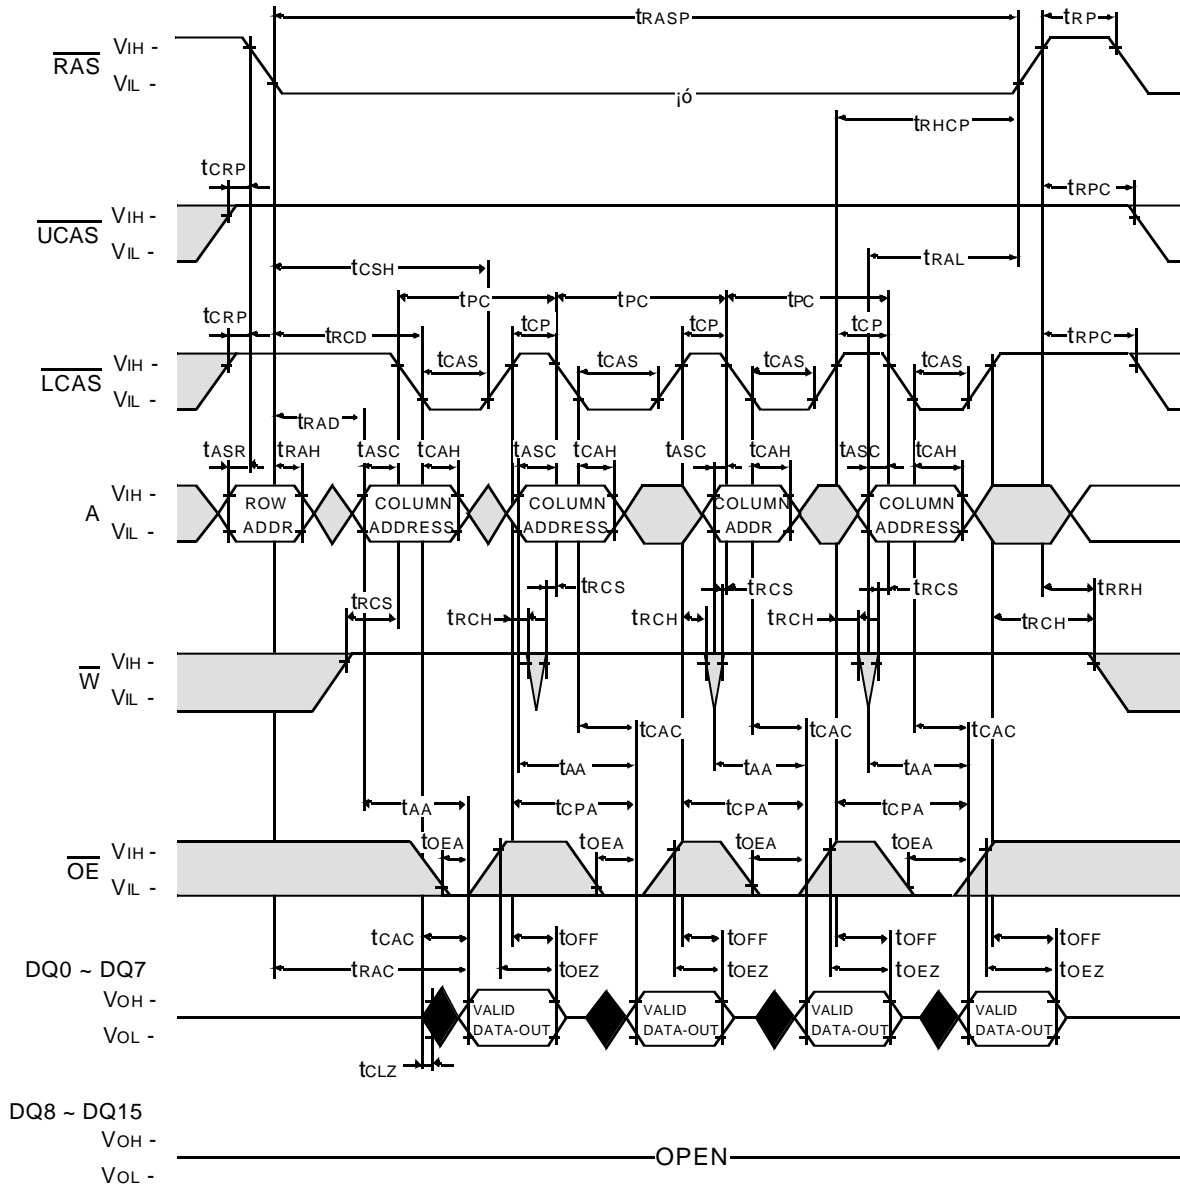 tRASP tRP
RAS VIH -
VIL -
¡ó
tRHCP
tCRP tRPC
UCAS VIH -
VIL -
tCSH tRAL
tPC tPC tPC
tCRP tRCD tCP tCP tCP tRPC
LCAS VIH -
VIL -
tCAS tCAS tCAS tCAS
tRAD
tASR tRAH tASC tCAH tASC tCAH tASC tCAH tASC tCAH
A VIH -
VIL -
ROW ADDR
COLUMN ADDRESS
COLUMN ADDRESS
COLUMN ADDR
COLUMN ADDRESS
tRCS tRCS tRCS tRCS tRRH
tRCH tRCH tRCH tRCH
W VIH -
VIL -
tCAC tCAC tCAC
tAA tAA tAA
tAA tCPA tCPA tCPA
tOEA tOEA tOEA tOEA
OE VIH -
VIL -
tCAC tOFF tOFF tOFF tOFF
tRAC tOEZ tOEZ tOEZ tOEZ
DQ0 ~ DQ7
VOH -
VOL -
VALID DATA-OUT
VALID DATA-OUT
VALID DATA-OUT
VALID DATA-OUT
tCLZ
DQ8 ~ DQ15
VOH -
OPEN
VOL -